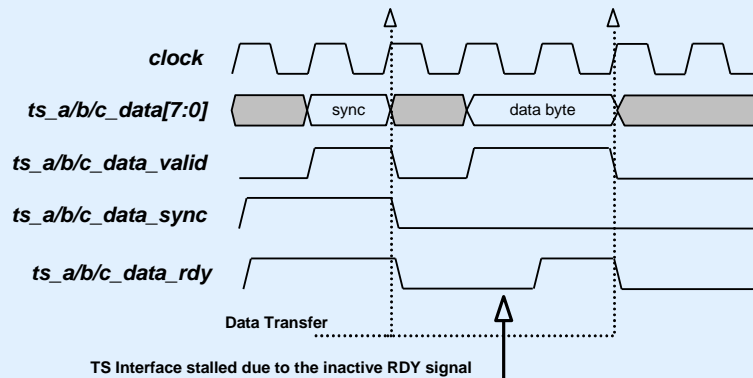 clock
ts_a/b/c_data[7:0]
sync
data byte
ts_a/b/c_data_valid
ts_a/b/c_data_sync
ts_a/b/c_data_rdy
Data Transfer
TS Interface stalled due to the inactive RDY signal